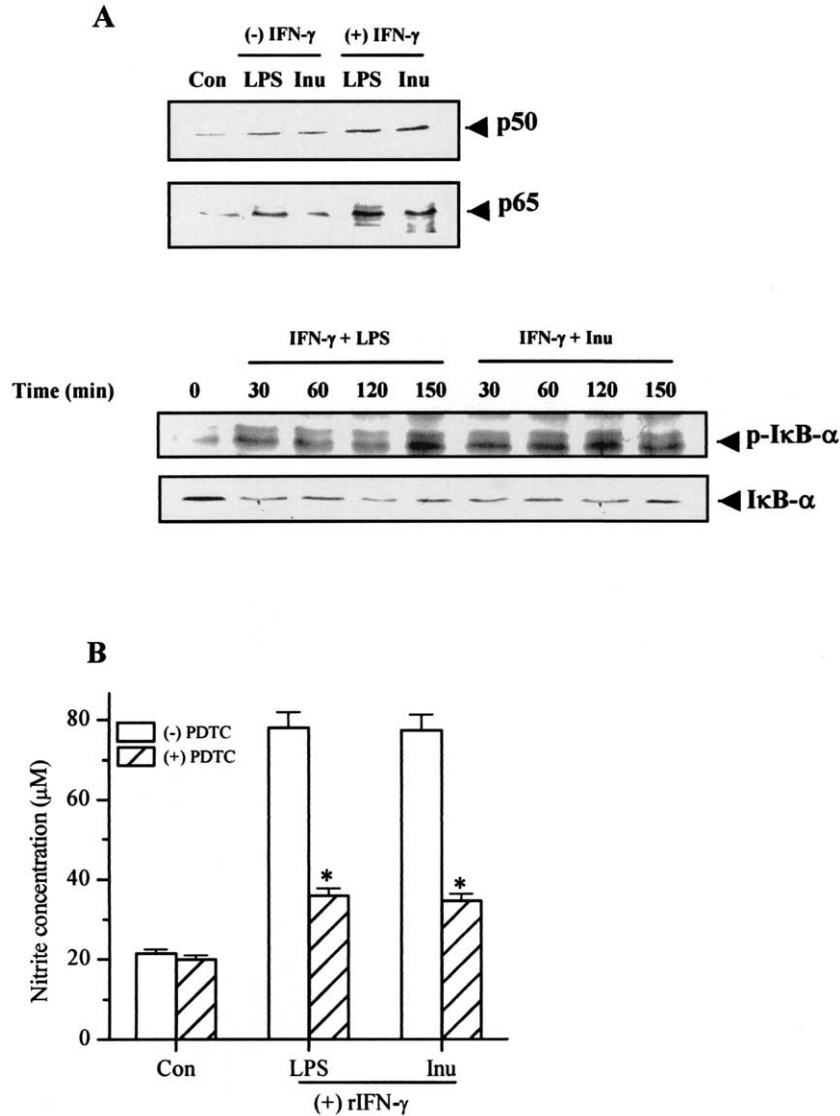 A
(-) IFN-γ (+) IFN-γ
Con LPS Inu LPS Inu
p50
p65
IFN-γ + LPS IFN-γ + Inu
Time (min) 0 30 60 120 150 30 60 120 150
p-IκB-α
IκB-α
B
80
(-) PDTC
(+) PDTC
60
Nitrite concentration (μM)
40
* *
20
0
Con LPS Inu
(+) rIFN-γ